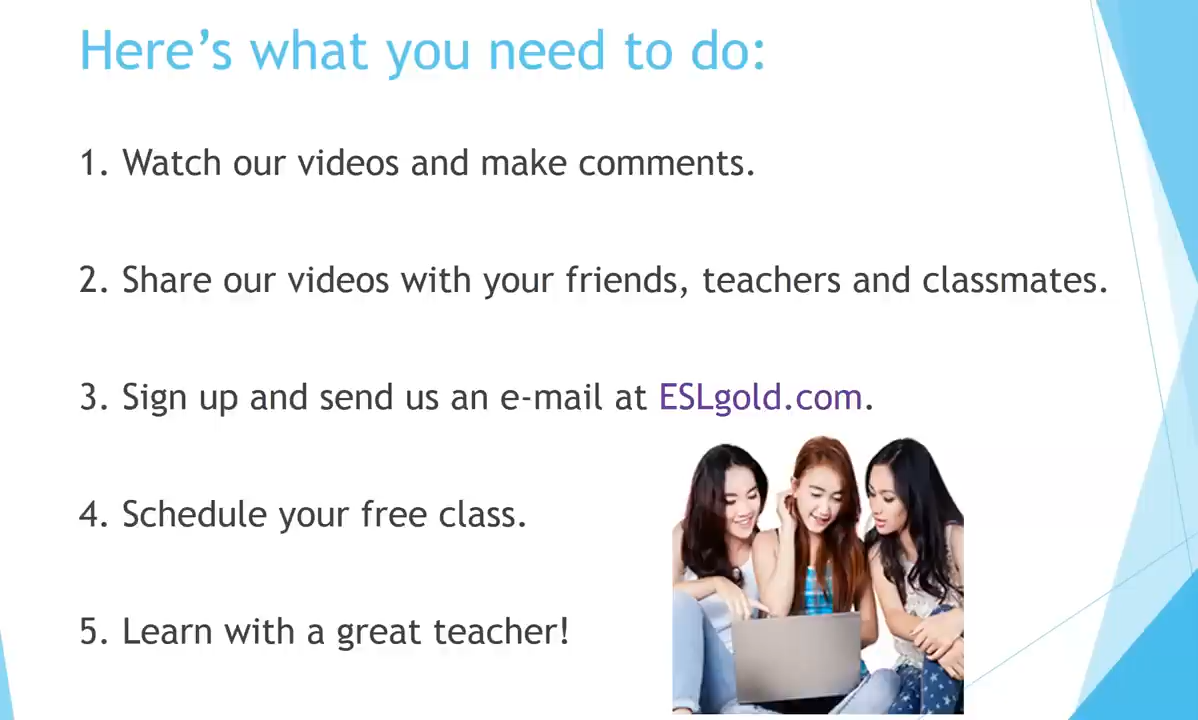 Here’s what you need to do:
1. Watch our videos and make comments.
2. Share our videos with your friends, teachers and classmates.
3. Sign up and send us an e-mail at ESLgold.com.
4. Schedule your free class.
5. Learn with a great teacher!